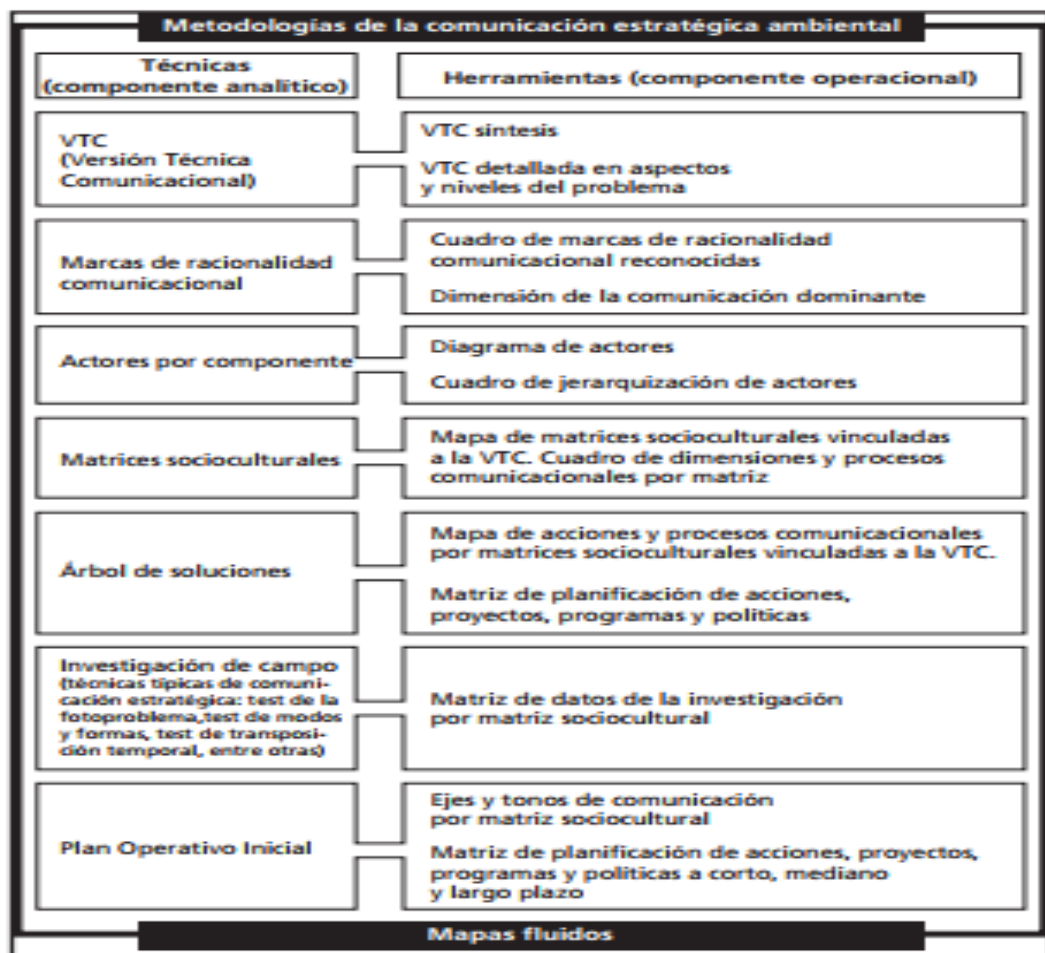 Metodologías de la comunicación estratégica ambiental
Técnicas
(componente analítico)
Herramientas (componente operacional)
VTC
(Versión Técnica
Comunicacional)
VTC síntesis
VTC detallada en aspectos
y niveles del problema
Marcas de racionalidad
comunicacional
Cuadro de marcas de racionalidad
comunicacional reconocidas
Dimensión de la comunicación dominante
Actores por componente
Diagrama de actores
Cuadro de jerarquización de actores
Matrices socioculturales
Mapa de matrices socioculturales vinculadas
a la VTC. Cuadro de dimensiones y procesos
comunicacionales por matriz
Árbol de soluciones
Mapa de acciones y procesos comunicacionales
por matrices socioculturales vinculadas a la VTC.
Matriz de planificación de acciones,
proyectos, programas y políticas
Investigación de campo
(técnicas típicas de comuni-
cación estratégica: test de la
fotoproblema,test de modos
y formas, test de transposi-
ción temporal, entre otras)
Matriz de datos de la investigación
por matriz sociocultural
Plan Operativo Inicial
Ejes y tonos de comunicación
por matriz sociocultural
Matriz de planificación de acciones, proyectos,
programas y políticas a corto, mediano
y largo plazo
Mapas fluidos